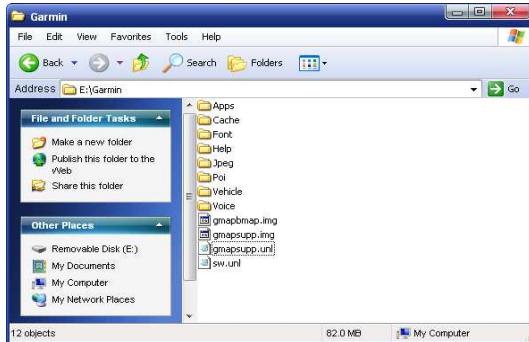 Garmin
File Edit View Favorites Tools Help
Back Search Folders
Address E:\Garmin Go
File and Folder Tasks
Make a new folder
Publish this folder to the
Web
Share this folder
Other Places
Removable Disk (E:)
My Documents
My Computer
My Network Places
Apps
Cache
Font
Help
Jpeg
Poi
Vehicle
Voice
gmapbmap.img
gmapsupp.img
gmapsupp.unl
sw.unl
12 objects 82.0 MB My Computer